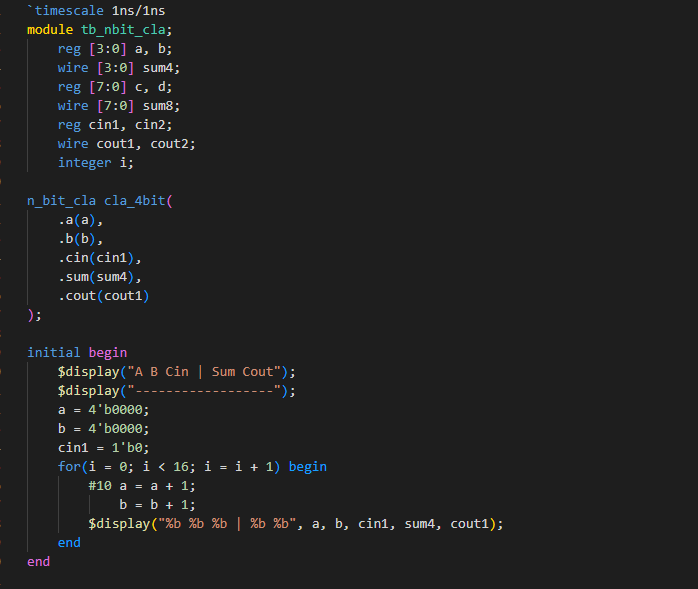 `timescale 1ns/1ns
module tb_nbit_cla;
    reg [3:0] a, b;
    wire [3:0] sum4;
    reg [7:0] c, d;
    wire [7:0] sum8;
    reg cin1, cin2;
    wire cout1, cout2;
    integer i;

n_bit_cla cla_4bit(
    .a(a),
    .b(b),
    .cin(cin1),
    .sum(sum4),
    .cout(cout1)
);

initial begin
    $display("A B Cin | Sum Cout");
    $display("------------------");
    a = 4'b0000;
    b = 4'b0000;
    cin1 = 1'b0;
    for(i = 0; i < 16; i = i + 1) begin
        #10 a = a + 1;
            b = b + 1;
        $display("%b %b %b | %b %b", a, b, cin1, sum4, cout1);
    end
end